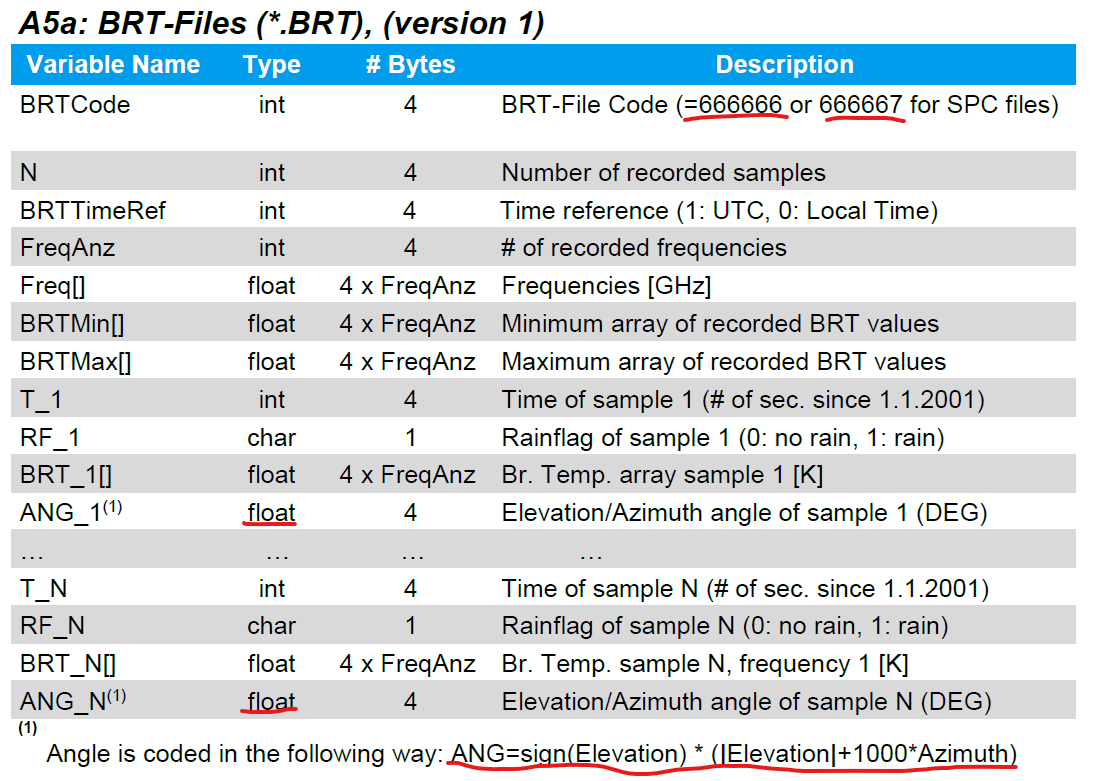 A5a: BRT-Files (*.BRT), (version 1)
Variable Name Type # Bytes Description
BRTCode int 4 BRT-File Code (=666666 or 666667 for SPC files)
N int 4 Number of recorded samples
BRTTimeRef int 4 Time reference (1: UTC, 0: Local Time)
FreqAnz int 4 # of recorded frequencies
Freq[] float 4 x FreqAnz Frequencies [GHz]
BRTMin[] float 4 x FreqAnz Minimum array of recorded BRT values
BRTMax[] float 4 x FreqAnz Maximum array of recorded BRT values
T_1 int 4 Time of sample 1 (# of sec. since 1.1.2001)
RF_1 char 1 Rainflag of sample 1 (0: no rain, 1: rain)
BRT_1[] float 4 x FreqAnz Br. Temp. array sample 1 [K]
ANG_1(1) float 4 Elevation/Azimuth angle of sample 1 (DEG)
… … … …
T_N int 4 Time of sample N (# of sec. since 1.1.2001)
RF_N char 1 Rainflag of sample N (0: no rain, 1: rain)
BRT_N[] float 4 x FreqAnz Br. Temp. sample N, frequency 1 [K]
ANG_N(1) float 4 Elevation/Azimuth angle of sample N (DEG)
(1)
Angle is coded in the following way: ANG=sign(Elevation) * (|Elevation|+1000*Azimuth)